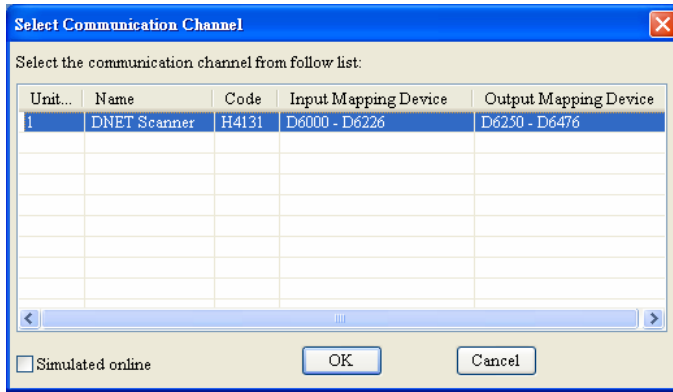 Select Communication Channel
Select the communication channel from follow list:
Unit... Name Code Input Mapping Device Output Mapping Device
1 DNET Scanner H4131 D6000 - D6226 D6250 - D6476
Simulated online OK Cancel